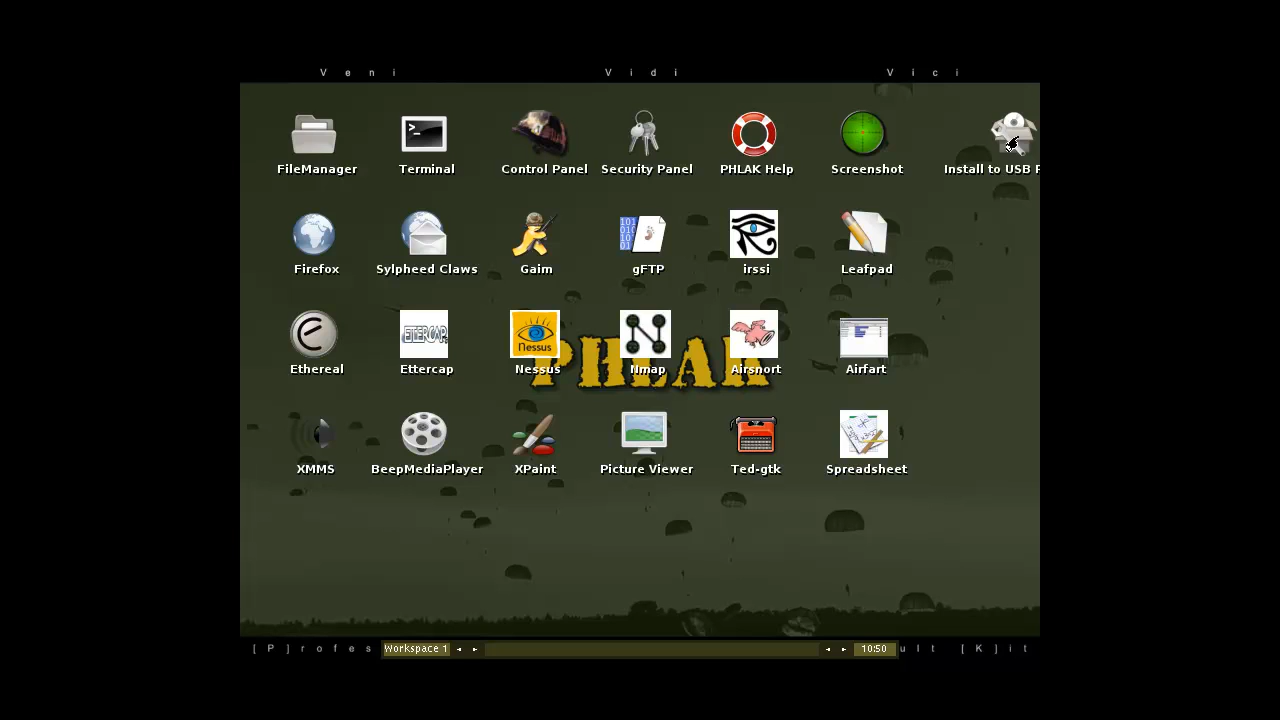 V e n i V i d i V i c i
FileManager Terminal Control Panel Security Panel PHLAK Help Screenshot Install to USB P
Firefox Sylpheed Claws Gaim gFTP irssi Leafpad
ETTERCAP Nessus
PHLAK
Ethereal Ettercap Nessus Nmap Airsnort Airfart
XMMS BeepMediaPlayer XPaint Picture Viewer Ted-gtk Spreadsheet
[ P ] r o f e s Workspace 1 10:50 u l t [ K ] i t